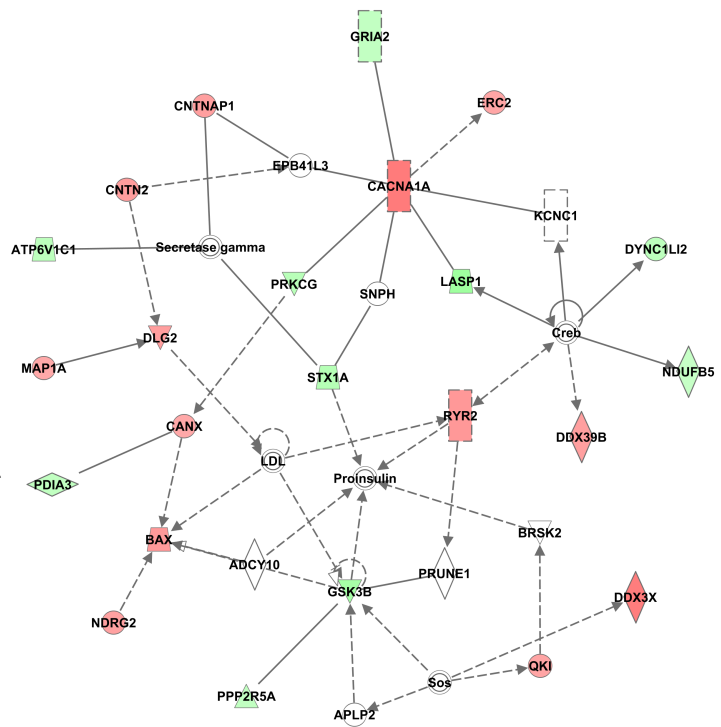 GRIA2
CNTNAP1
ERC2
EPB41L3
CACNA1A
CNTN2
KCNC1
ATP6V1C1
Secretase gamma
DYNC1LI2
PRKCG
SNPH
LASP1
Creb
DLG2
MAP1A
STX1A
NDUFB5
RYR2
CANX
DDX39B
LDL
Proinsulin
PDIA3
BAX
BRSK2
ADCY10
PRUNE1
GSK3B
DDX3X
NDRG2
QKI
Sos
PPP2R5A
APLP2